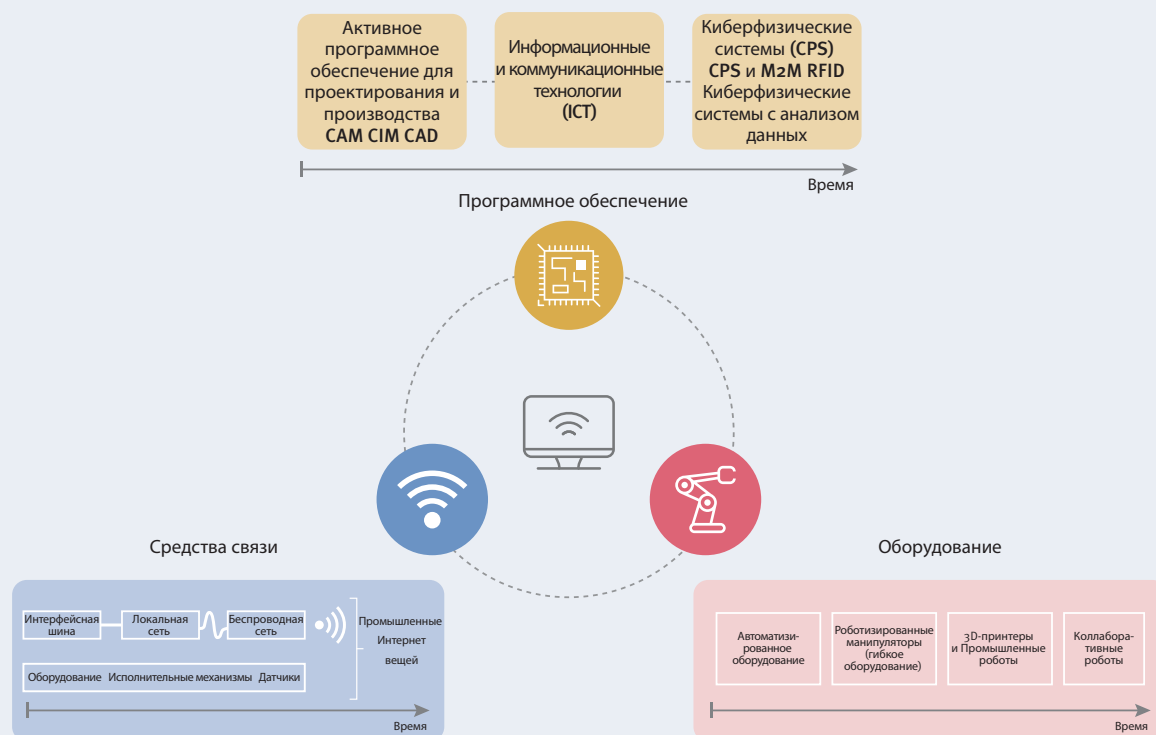 Активное
программное
обеспечение для
проектирования и
производства
CAM CIM CAD
Информационные
и коммуникационные
технологии
(ICT)
Киберфизические
системы (CPS)
CPS и M2M RFID
Киберфизические
системы с анализом
данных
Время
Программное обеспечение
Средства связи
Оборудование
Интерфейсная
шина
Локальная
сеть
Беспроводная
сеть
Промышленные
Интернет
вещей
Оборудование Исполнительные механизмы Датчики
Время
Автоматизи-
рованное
оборудование
Роботизированные
манипуляторы
(гибкое
оборудование)
3D-принтеры
и Промышленные
роботы
Коллабора-
тивные
роботы
Время